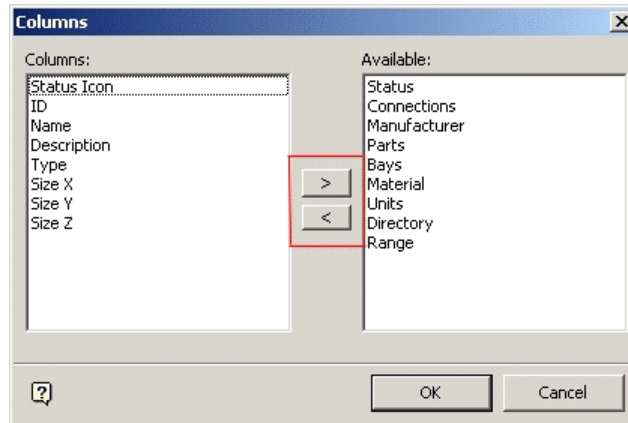 Columns
Columns:
Status Icon
ID
Name
Description
Type
Size X
Size Y
Size Z
>
<
Available:
Status
Connections
Manufacturer
Parts
Bays
Material
Units
Directory
Range
?
OK
Cancel